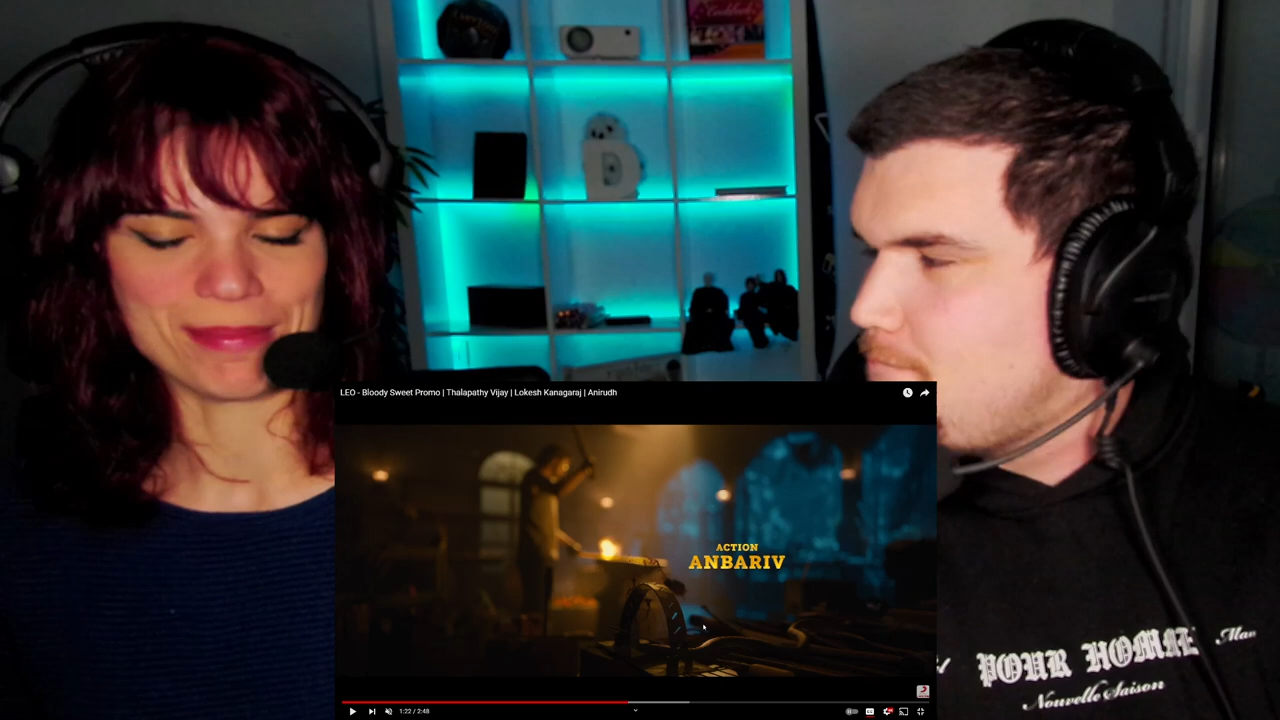 LEO - Bloody Sweet Promo | Thalapathy Vijay | Lokesh Kanagaraj | Anirudh
ACTION
ANBARIV
POUR HOMME
Nouvelle Saison
1:22 / 2:48